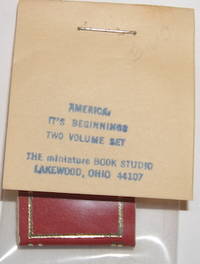 AMERICA:
IT'S BEGINNINGS
TWO VOLUME SET
THE miniature BOOK STUDIO
LAKEWOOD, OHIO 44107